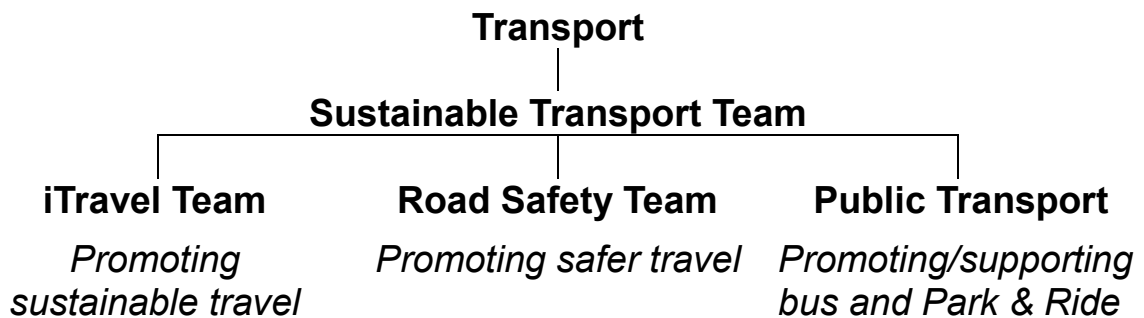 Transport
Sustainable Transport Team
iTravel Team
Promoting
sustainable travel
Road Safety Team
Promoting safer travel
Public Transport
Promoting/supporting
bus and Park & Ride